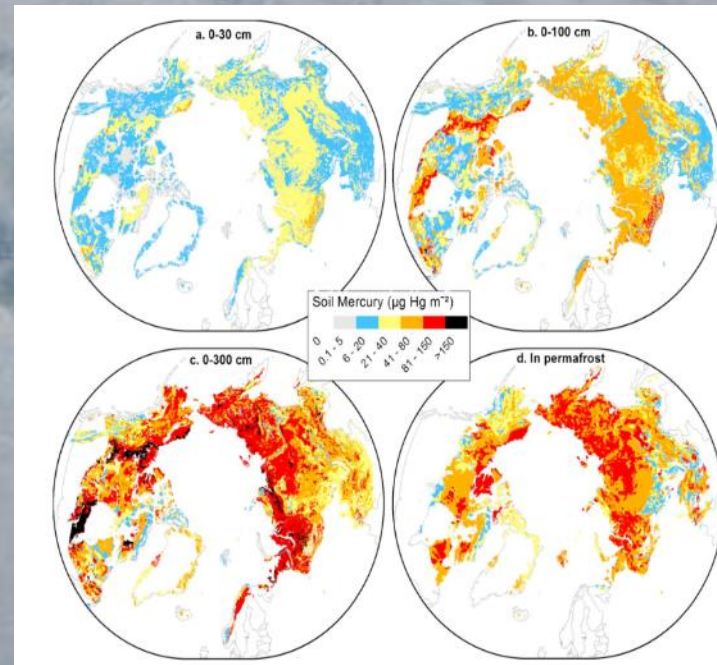 a. 0-30 cm
b. 0-100 cm
Soil Mercury (µg Hg m⁻²)
0
0.1 - 5
6 - 20
21 - 40
41 - 80
81 - 150
>150
c. 0-300 cm
d. In permafrost